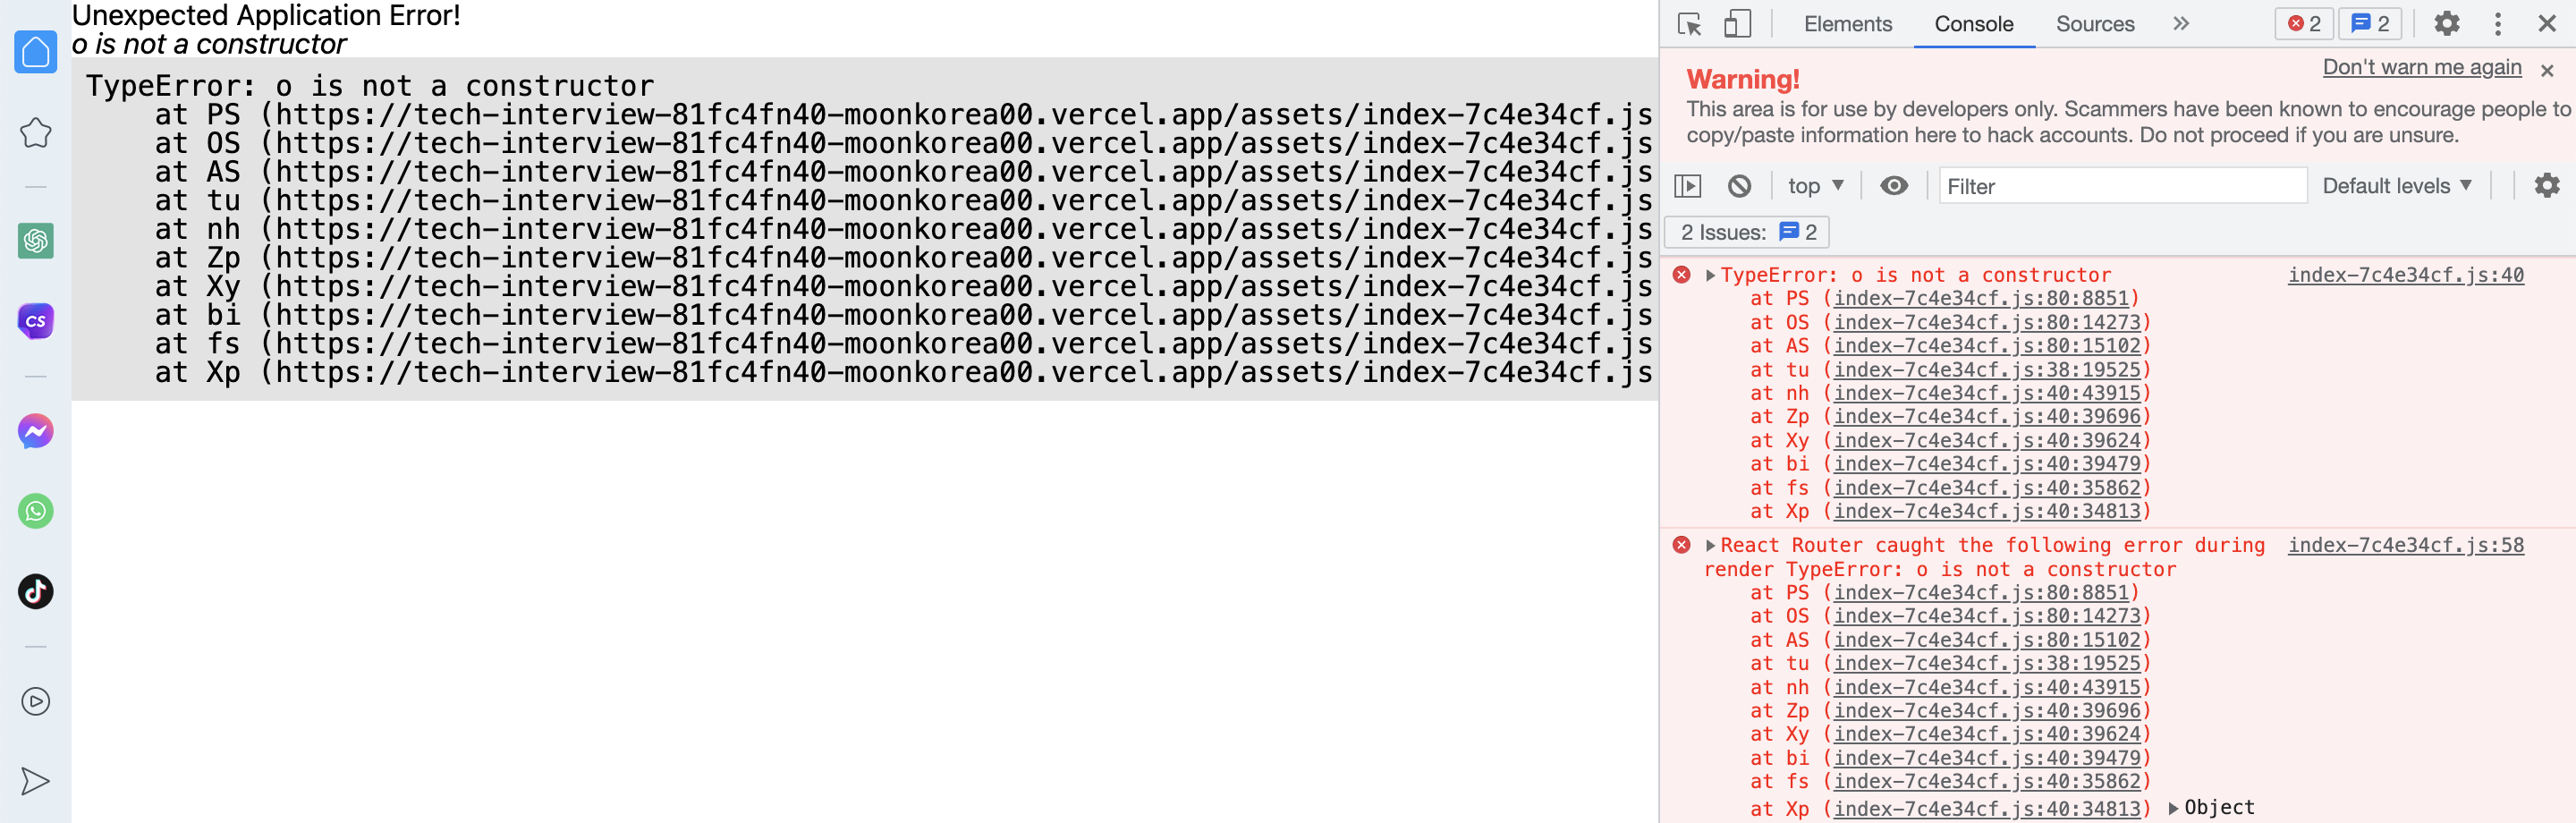 Unexpected Application Error!
o is not a constructor
TypeError: o is not a constructor
at PS (https://tech-interview-81fc4fn40-moonkorea00.vercel.app/assets/index-7c4e34cf.js
at OS (https://tech-interview-81fc4fn40-moonkorea00.vercel.app/assets/index-7c4e34cf.js
at AS (https://tech-interview-81fc4fn40-moonkorea00.vercel.app/assets/index-7c4e34cf.js
at tu (https://tech-interview-81fc4fn40-moonkorea00.vercel.app/assets/index-7c4e34cf.js
at nh (https://tech-interview-81fc4fn40-moonkorea00.vercel.app/assets/index-7c4e34cf.js
at Zp (https://tech-interview-81fc4fn40-moonkorea00.vercel.app/assets/index-7c4e34cf.js
at Xy (https://tech-interview-81fc4fn40-moonkorea00.vercel.app/assets/index-7c4e34cf.js
at bi (https://tech-interview-81fc4fn40-moonkorea00.vercel.app/assets/index-7c4e34cf.js
at fs (https://tech-interview-81fc4fn40-moonkorea00.vercel.app/assets/index-7c4e34cf.js
at Xp (https://tech-interview-81fc4fn40-moonkorea00.vercel.app/assets/index-7c4e34cf.js
CS
Elements Console Sources » 2 2
Warning! Don't warn me again
This area is for use by developers only. Scammers have been known to encourage people to
copy/paste information here to hack accounts. Do not proceed if you are unsure.
top Filter Default levels
2 Issues: 2
TypeError: o is not a constructor index-7c4e34cf.js:40
at PS (index-7c4e34cf.js:80:8851)
at OS (index-7c4e34cf.js:80:14273)
at AS (index-7c4e34cf.js:80:15102)
at tu (index-7c4e34cf.js:38:19525)
at nh (index-7c4e34cf.js:40:43915)
at Zp (index-7c4e34cf.js:40:39696)
at Xy (index-7c4e34cf.js:40:39624)
at bi (index-7c4e34cf.js:40:39479)
at fs (index-7c4e34cf.js:40:35862)
at Xp (index-7c4e34cf.js:40:34813)
React Router caught the following error during index-7c4e34cf.js:58
render TypeError: o is not a constructor
at PS (index-7c4e34cf.js:80:8851)
at OS (index-7c4e34cf.js:80:14273)
at AS (index-7c4e34cf.js:80:15102)
at tu (index-7c4e34cf.js:38:19525)
at nh (index-7c4e34cf.js:40:43915)
at Zp (index-7c4e34cf.js:40:39696)
at Xy (index-7c4e34cf.js:40:39624)
at bi (index-7c4e34cf.js:40:39479)
at fs (index-7c4e34cf.js:40:35862)
at Xp (index-7c4e34cf.js:40:34813) Object